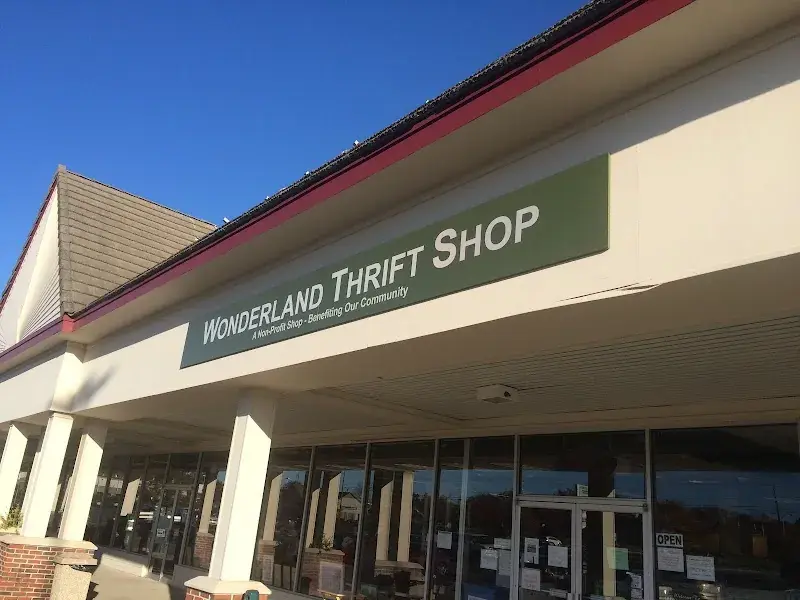 WONDERLAND THRIFT SHOP
A Non-Profit Shop - Benefiting Our Community
OPEN